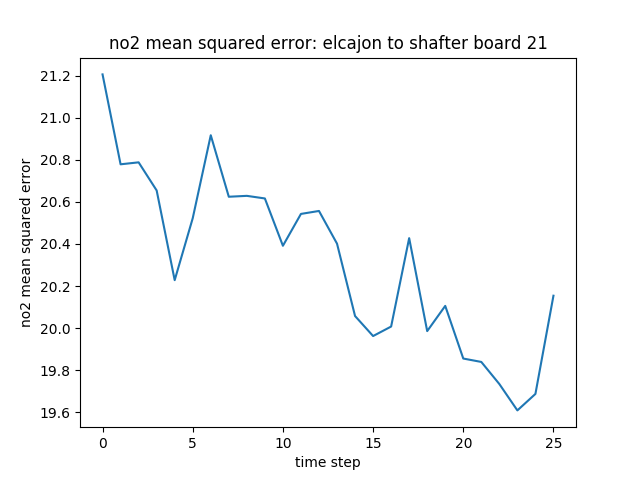 no2 mean squared error: elcajon to shafter board 21
no2 mean squared error
21.2
21.0
20.8
20.6
20.4
20.2
20.0
19.8
19.6
0 5 10 15 20 25
time step